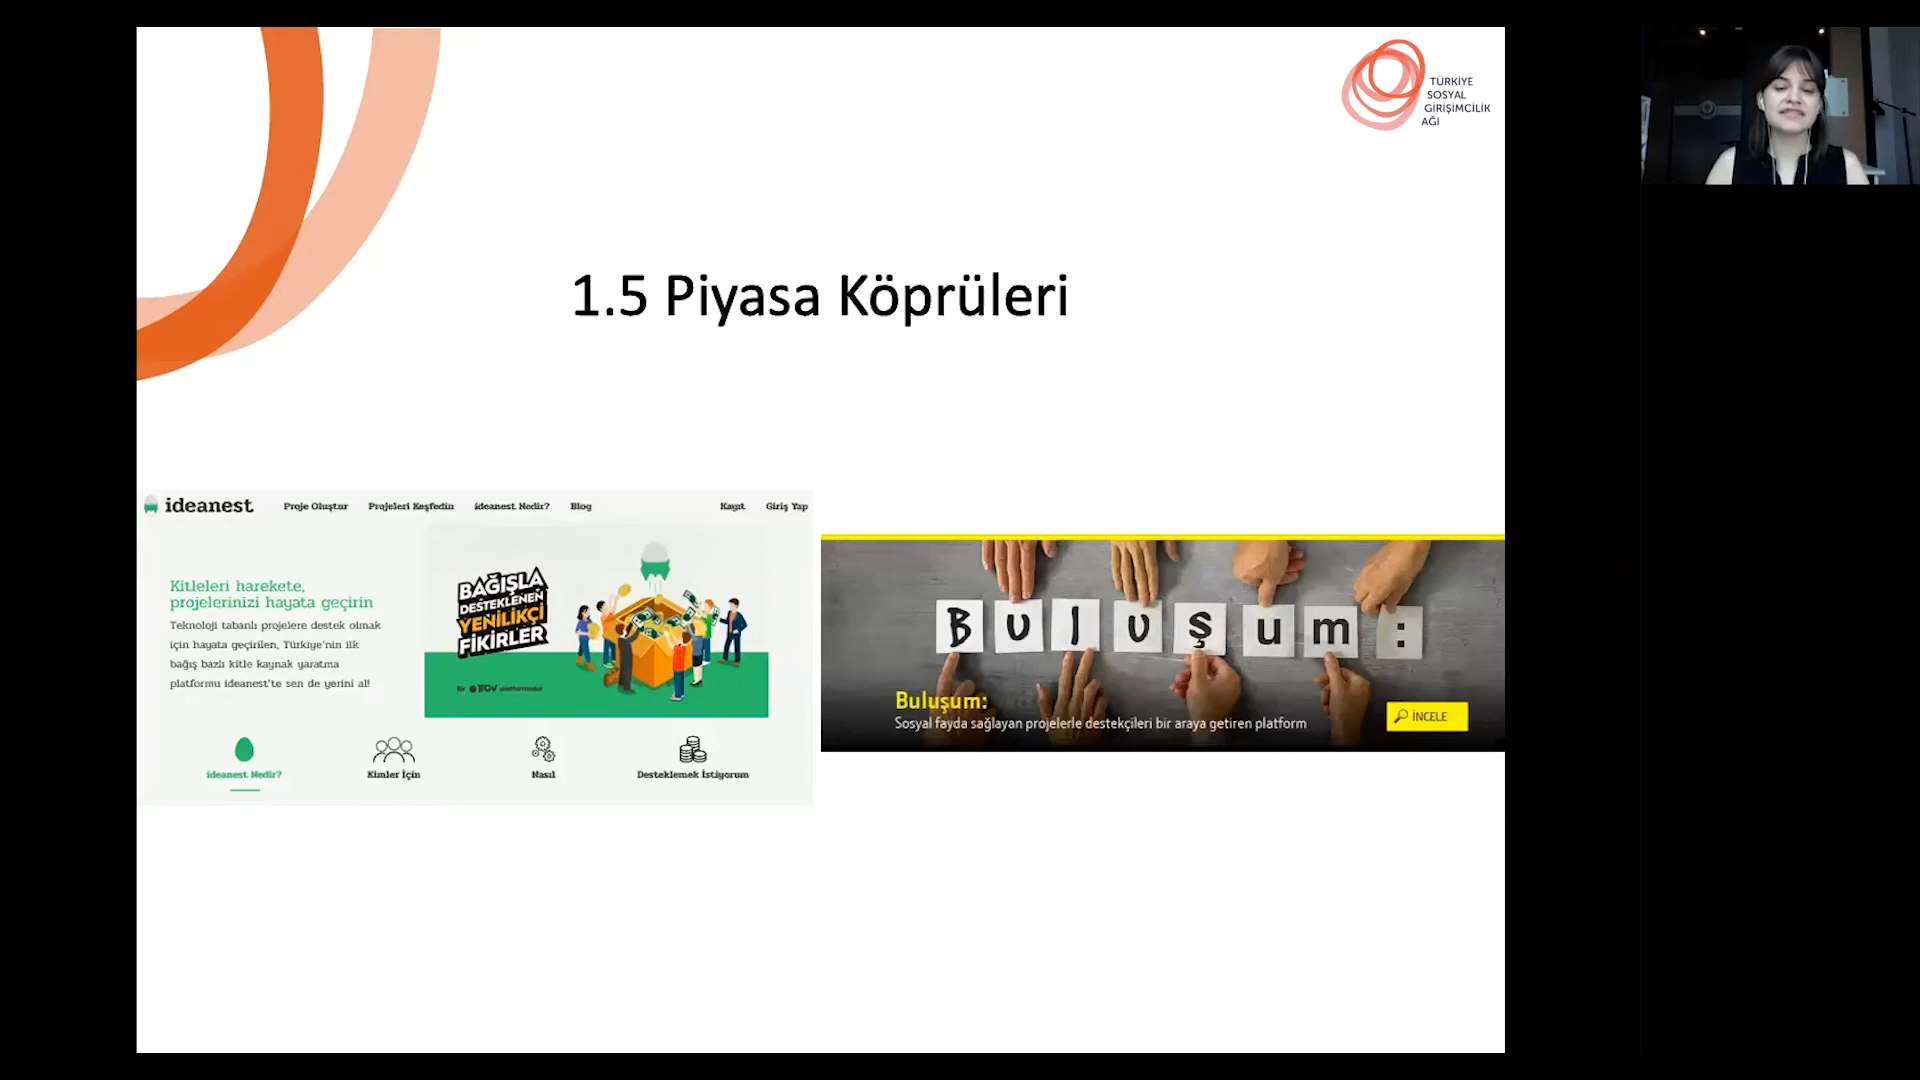 TÜRKİYE
SOSYAL
GİRİŞİMCİLİK
AĞI
1.5 Piyasa Köprüleri
ideanest Proje Oluştur Projeleri Keşfedin ideanest Nedir? Blog Kayıt Giriş Yap
Kitleleri harekete,
projelerinizi hayata geçirin
Teknoloji tabanlı projelere destek olmak
için hayata geçirilen, Türkiye'nin ilk
bağış bazlı kitle kaynak yaratma
platformu ideanest'te sen de yerini al!
BAĞIŞLA
DESTEKLENEN
YENİLİKÇİ
FİKİRLER
Bir TTGV platformudur
ideanest Nedir? Kimler İçin Nasıl Desteklemek İstiyorum
B u l u ş u m :
Buluşum:
Sosyal fayda sağlayan projelerle destekçileri bir araya getiren platform
İNCELE